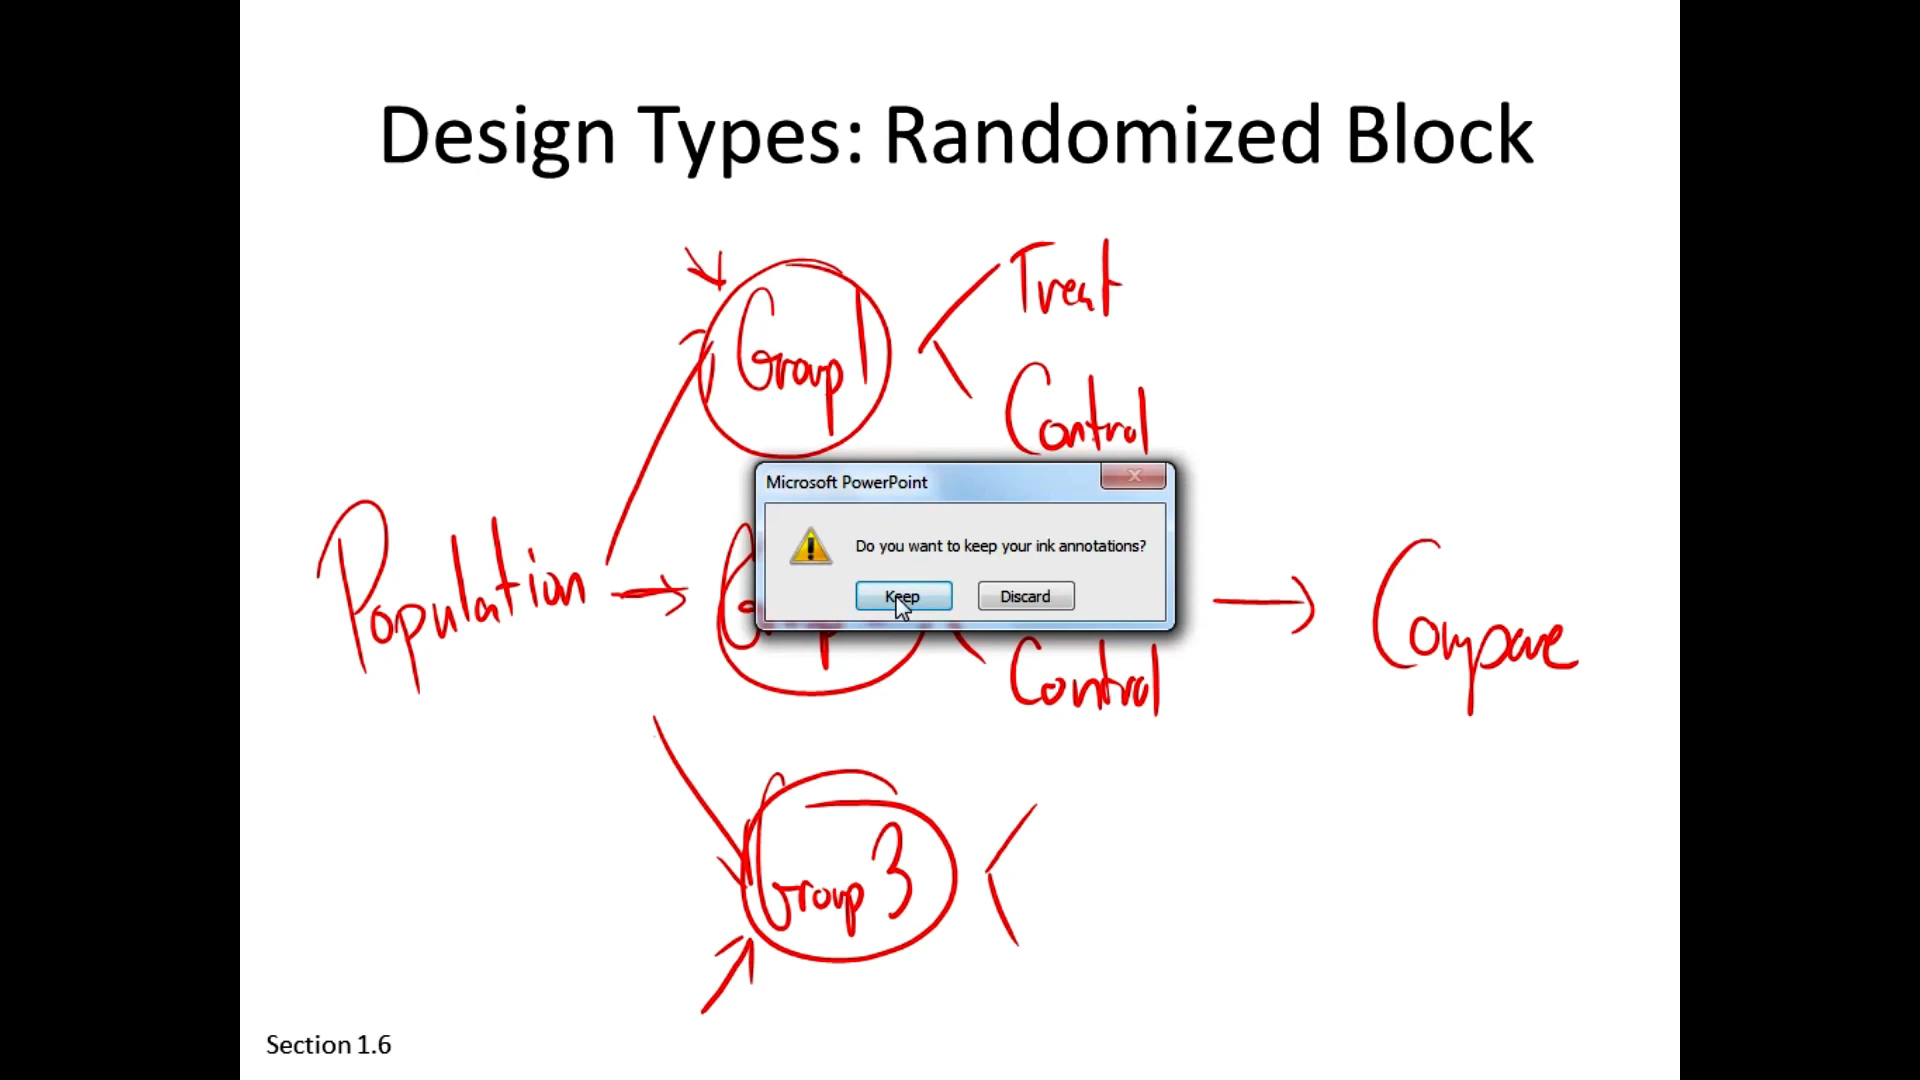 Design Types: Randomized Block
Treat
Group 1
Control
Microsoft PowerPoint
Do you want to keep your ink annotations?
Keep Discard
Population
Compare
Control
Group 3
Section 1.6